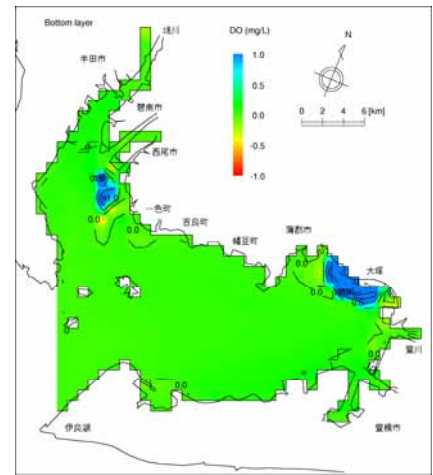 Bottom layer
DO (mg/L)
1.0
0.5
0.0
-0.5
-1.0
N
0 2 4 6 [km]
境川
半田市
碧南市
西尾市
一色町
吉良町
幡豆町
蒲郡市
大塚
豊川
豊橋市
伊良湖
0.0
0.0
0.0
0.0
0.0